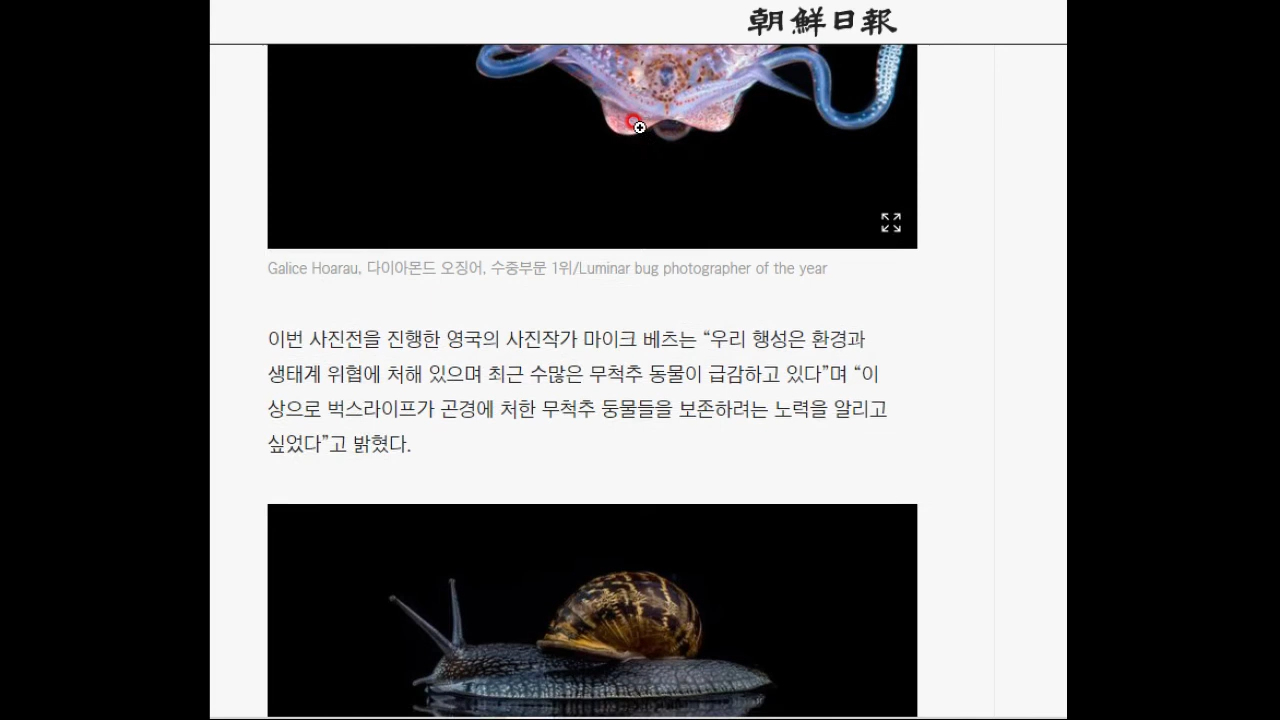 朝鮮日報
Galice Hoarau, 다이아몬드 오징어, 수중부문 1위/Luminar bug photographer of the year
이번 사진전을 진행한 영국의 사진작가 마이크 베츠는 “우리 행성은 환경과
생태계 위협에 처해 있으며 최근 수많은 무척추 동물이 급감하고 있다”며 “이
상으로 벅스라이프가 곤경에 처한 무척추 둥물들을 보존하려는 노력을 알리고
싶었다”고 밝혔다.